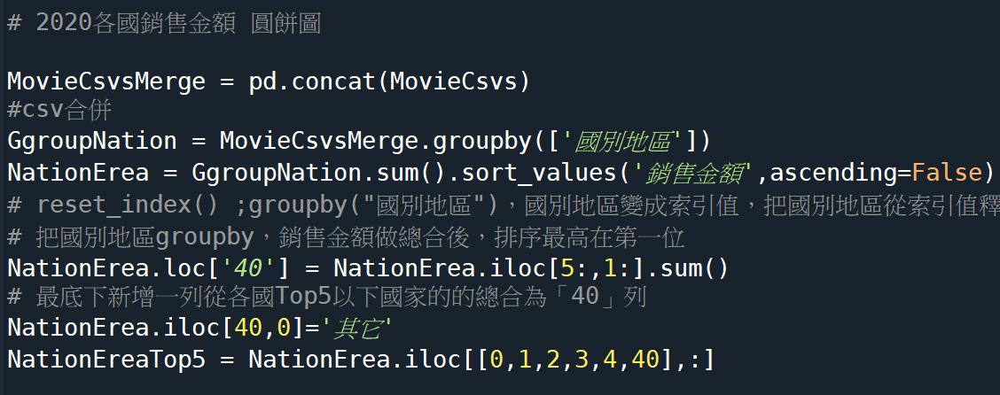 # 2020各國銷售金額 圓餅圖
MovieCsvsMerge = pd.concat(MovieCsvs)
#csv合併
GgroupNation = MovieCsvsMerge.groupby(['國別地區'])
NationErea = GgroupNation.sum().sort_values('銷售金額',ascending=False)
# reset_index() ;groupby("國別地區")，國別地區變成索引值，把國別地區從索引值釋
# 把國別地區groupby，銷售金額做總合後，排序最高在第一位
NationErea.loc['40'] = NationErea.iloc[5:,1:].sum()
# 最底下新增一列從各國Top5以下國家的的總合為「40」列
NationErea.iloc[40,0]='其它'
NationEreaTop5 = NationErea.iloc[[0,1,2,3,4,40],:]